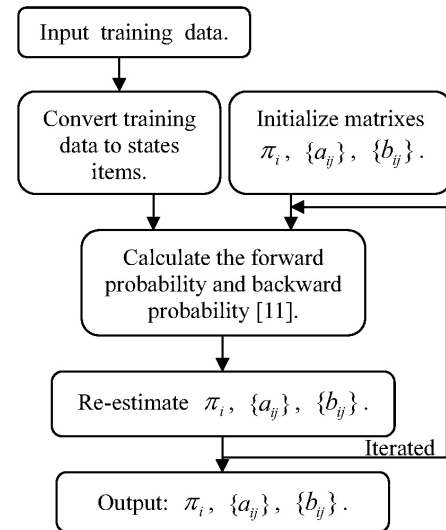 Input training data.
Convert training
data to states
items.
Initialize matrixes
π_i, {a_ij}, {b_ij}.
Calculate the forward
probability and backward
probability [11].
Re-estimate π_i, {a_ij}, {b_ij}.
Iterated
Output: π_i, {a_ij}, {b_ij}.